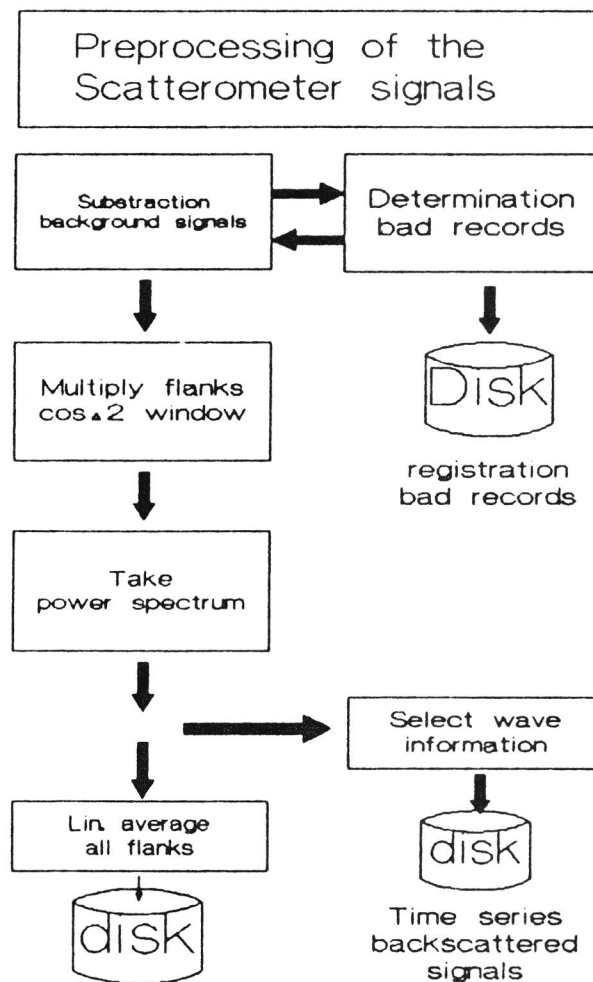 Preprocessing of the
Scatterometer signals
Substraction
background signals
Determination
bad records
Disk
registration
bad records
Multiply flanks
cos▵2 window
Take
power spectrum
Select wave
information
disk
Time series
backscattered
signals
Lin. average
all flanks
disk